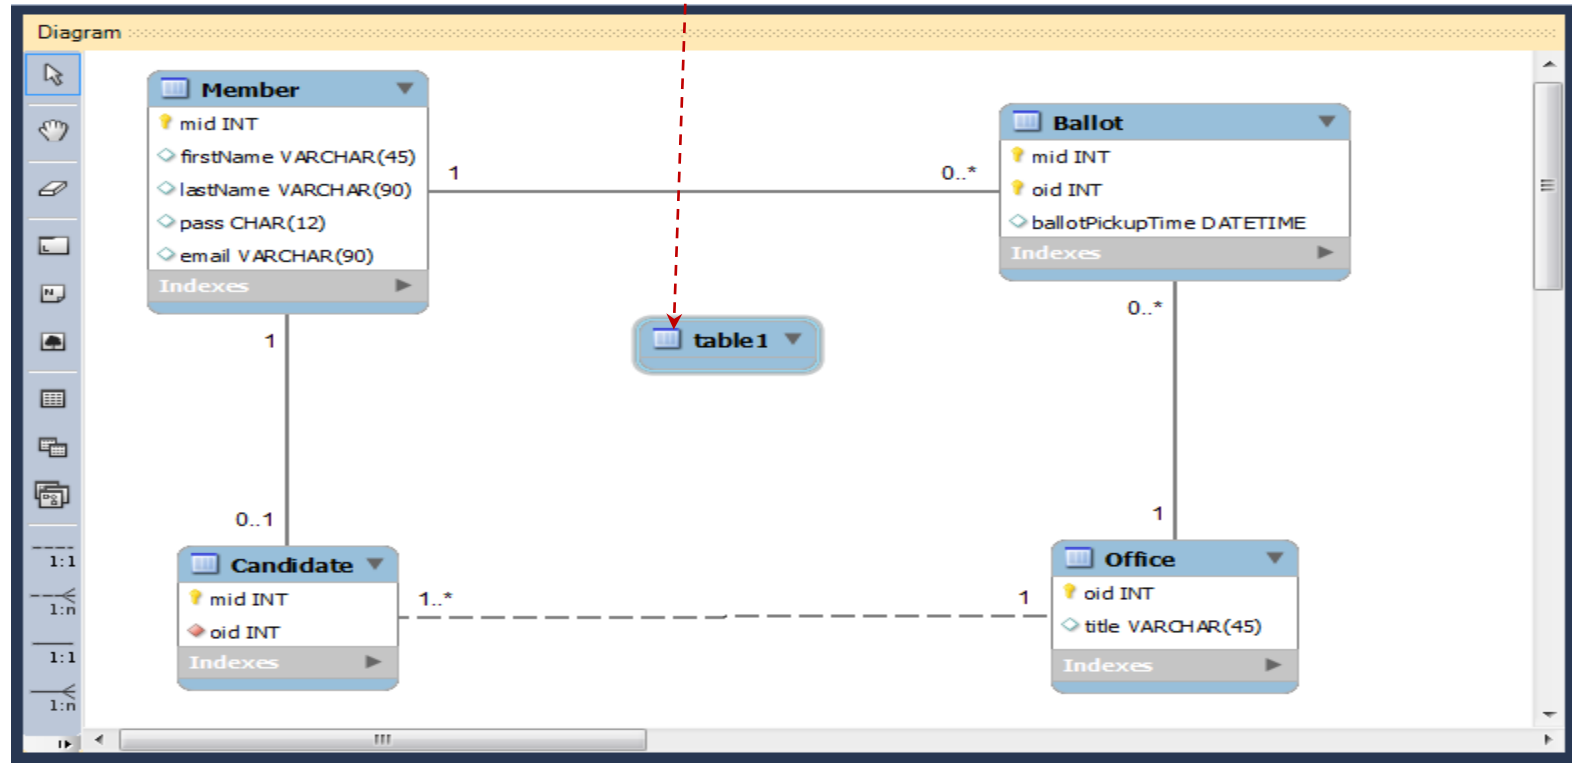 Diagram
Member
mid INT
firstName VARCHAR(45)
lastName VARCHAR(90)
pass CHAR(12)
email VARCHAR(90)
Indexes
1
0..*
Ballot
mid INT
oid INT
ballotPickupTime DATETIME
Indexes
table1
1
0..1
0..*
1
Candidate
mid INT
oid INT
Indexes
1..*
1
Office
oid INT
title VARCHAR(45)
Indexes
1:1
1:n
1:1
1:n